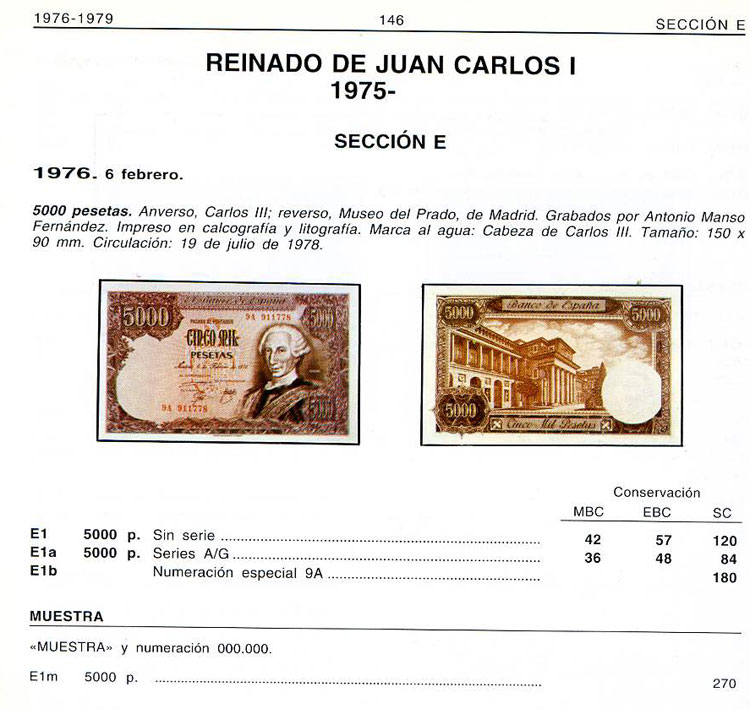 1976-1979 146 SECCIÓN E
REINADO DE JUAN CARLOS I
1975-
SECCIÓN E
1976. 6 febrero.
5000 pesetas. Anverso, Carlos III; reverso, Museo del Prado, de Madrid. Grabados por Antonio Manso
Fernández. Impreso en calcografía y litografía. Marca al agua: Cabeza de Carlos III. Tamaño: 150 x
90 mm. Circulación: 19 de julio de 1978.
5000 5000
9A 911778
CINCO MIL
PESETAS
9A 911778
5000
5000 Banco de España 5000
5000
Cinco Mil Pesetas
Conservación
MBC EBC SC
E1 5000 p. Sin serie ........ 42 57 120
E1a 5000 p. Series A/G ........ 36 48 84
E1b Numeración especial 9A ........ 180
MUESTRA
«MUESTRA» y numeración 000.000.
E1m 5000 p. ........ 270